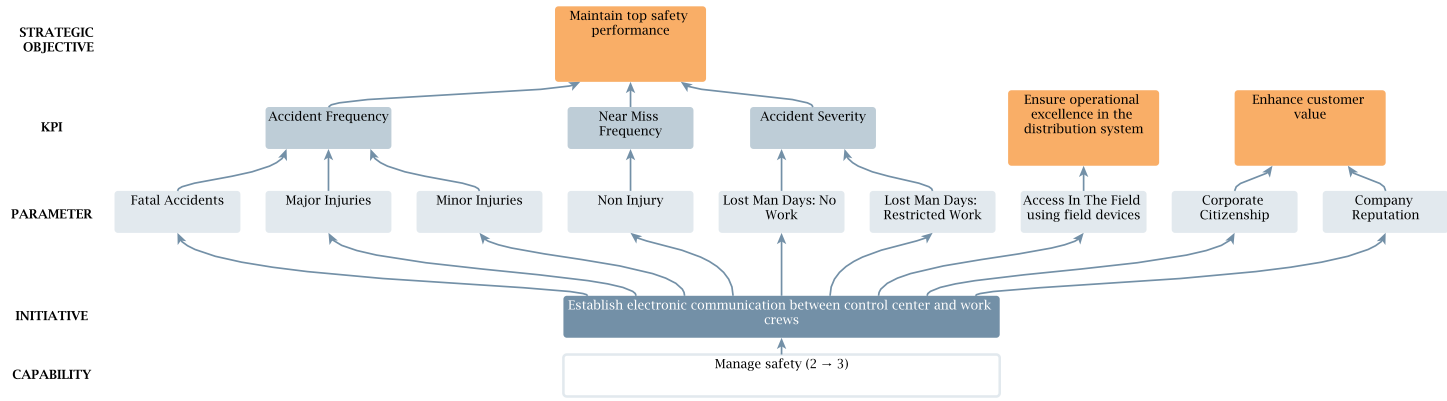 STRATEGIC
OBJECTIVE
Maintain top safety
performance
KPI
Accident Frequency
Near Miss
Frequency
Accident Severity
Ensure operational
excellence in the
distribution system
Enhance customer
value
PARAMETER
Fatal Accidents
Major Injuries
Minor Injuries
Non Injury
Lost Man Days: No
Work
Lost Man Days:
Restricted Work
Access In The Field
using field devices
Corporate
Citizenship
Company
Reputation
INITIATIVE
Establish electronic communication between control center and work
crews
CAPABILITY
Manage safety (2 → 3)